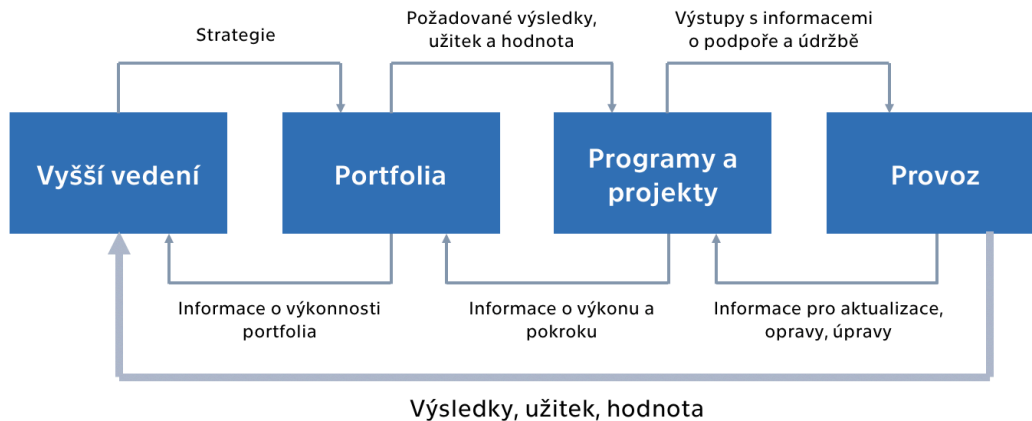 Strategie
Požadované výsledky,
užitek a hodnota
Výstupy s informacemi
o podpoře a údržbě
Vyšší vedení
Portfolia
Programy a
projekty
Provoz
Informace o výkonnosti
portfolia
Informace o výkonu a
pokroku
Informace pro aktualizace,
opravy, úpravy
Výsledky, užitek, hodnota